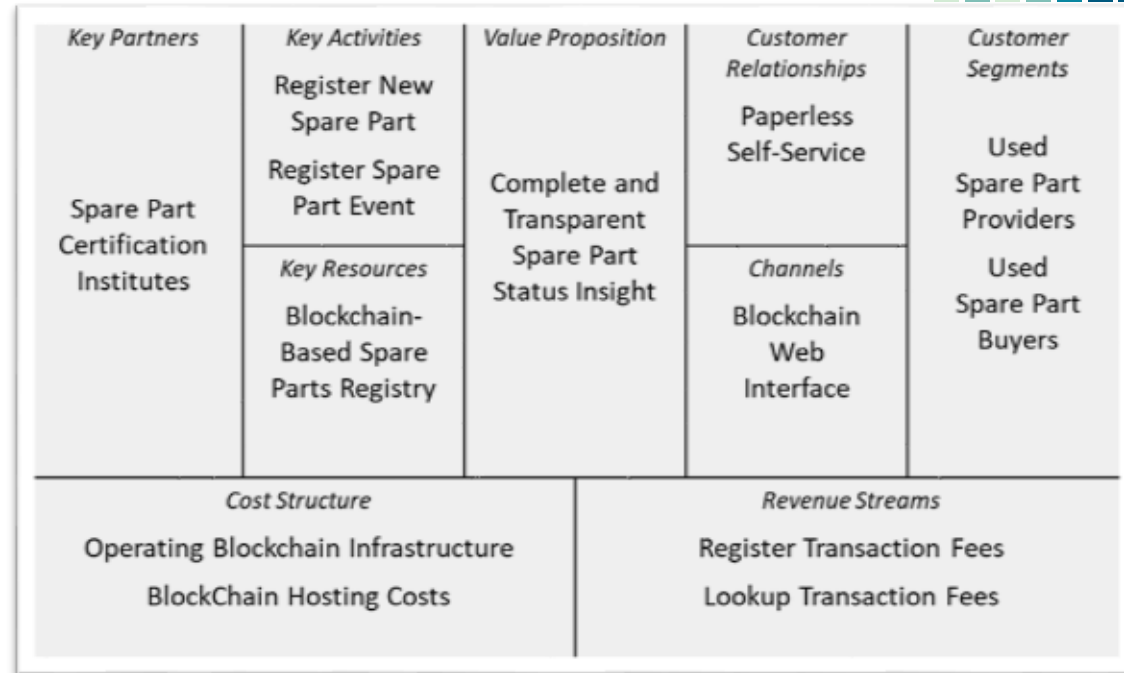 Key Partners
Spare Part
Certification
Institutes
Key Activities
Register New
Spare Part
Register Spare
Part Event
Key Resources
Blockchain-
Based Spare
Parts Registry
Value Proposition
Complete and
Transparent
Spare Part
Status Insight
Customer
Relationships
Paperless
Self-Service
Channels
Blockchain
Web
Interface
Customer
Segments
Used
Spare Part
Providers
Used
Spare Part
Buyers
Cost Structure
Operating Blockchain Infrastructure
BlockChain Hosting Costs
Revenue Streams
Register Transaction Fees
Lookup Transaction Fees